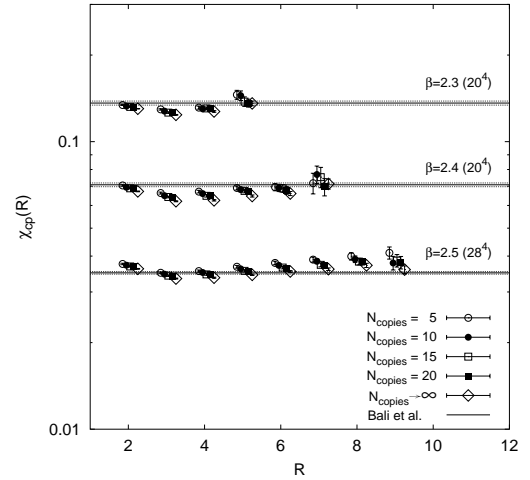 0.1
0.01
2
4
6
8
10
12
R
χcp(R)
β=2.3 (20⁴)
β=2.4 (20⁴)
β=2.5 (28⁴)
Ncopies = 5
Ncopies = 10
Ncopies = 15
Ncopies = 20
Ncopies→∞
Bali et al.